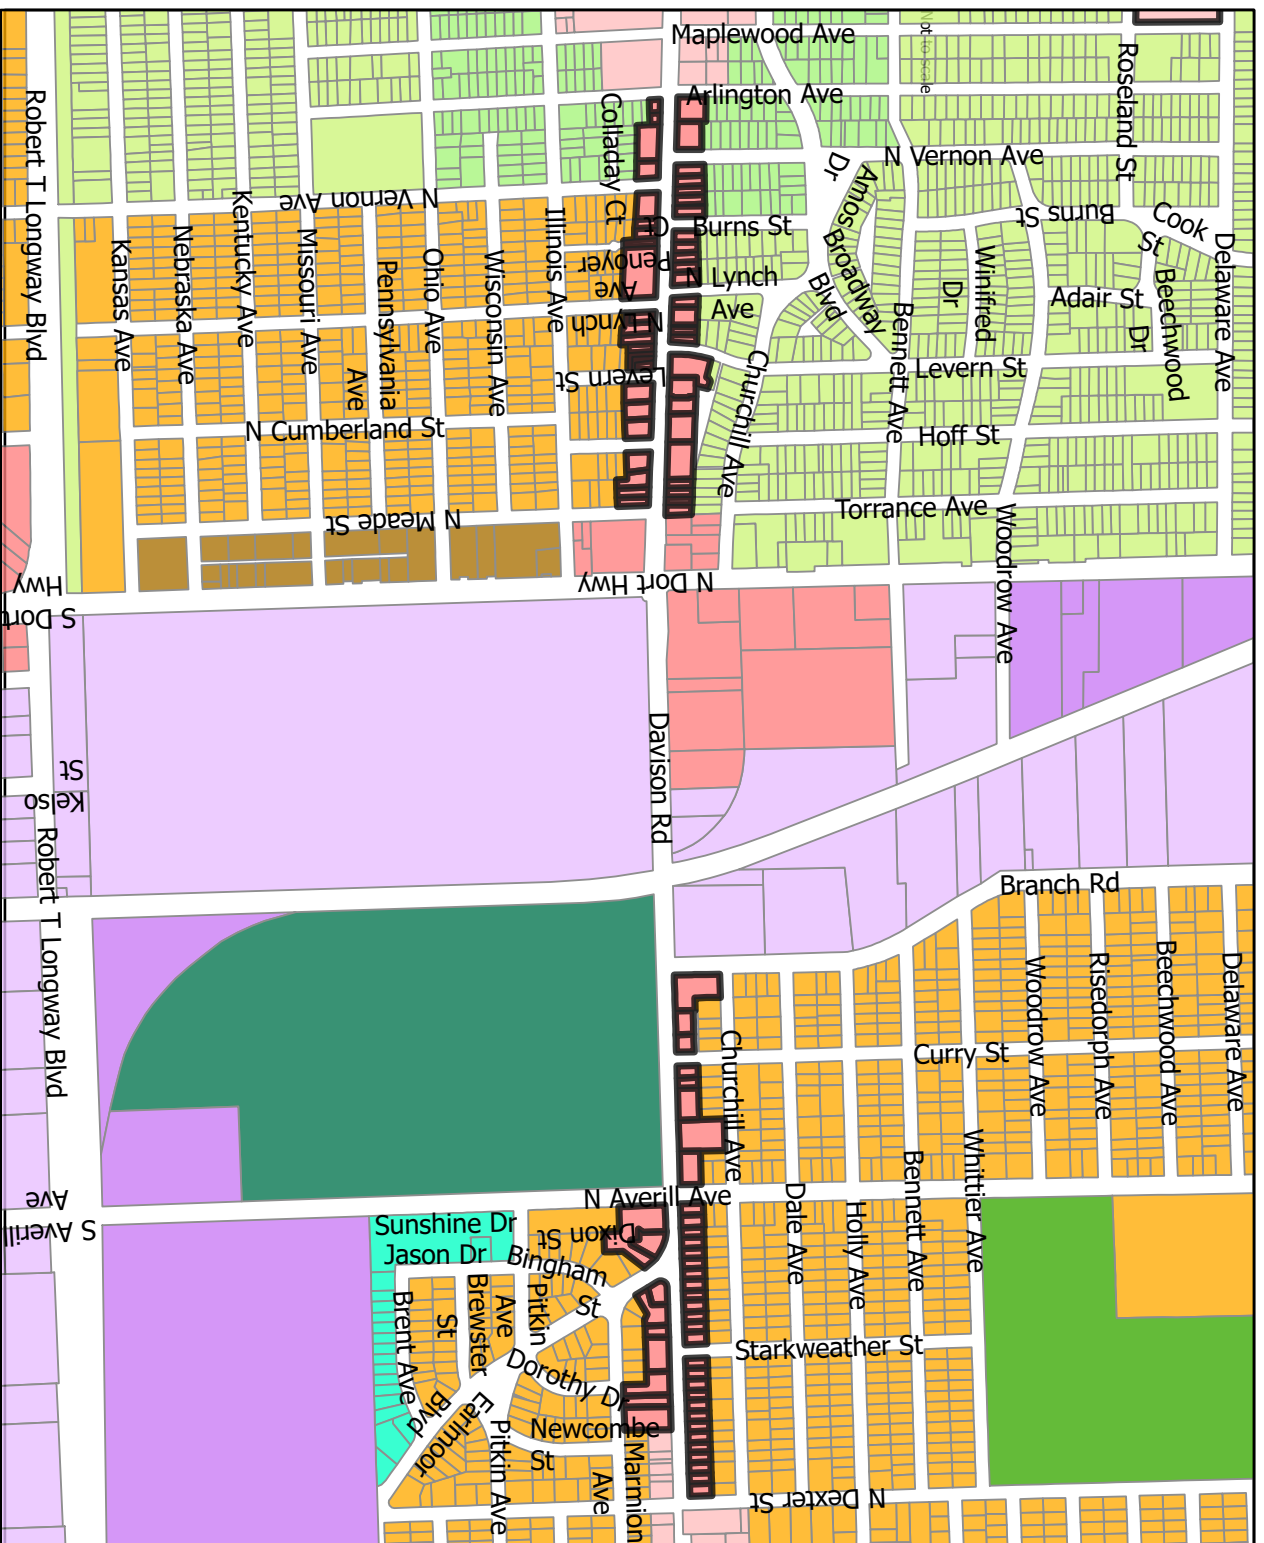 Maplewood Ave
Not to scale
Roseland St
Arlington Ave
Colladay Ct
Robert T Longway Blvd
N Vernon Ave
N Vernon Ave
Amos
Dr
Burns St
Burns St
Cook
St
Kentucky Ave
Kansas Ave
Nebraska Ave
Missouri Ave
Pennsylvania
Ave
Ohio Ave
Wisconsin Ave
Illinois Ave
Penoyer
Ct
N Lynch
Ave
N Lynch
Ave
Broadway
Blvd
Winifred
Dr
Adair St
Beechwood
Dr
Delaware Ave
Bennett Ave
Levern St
Levern St
Churchill Ave
N Cumberland St
Hoff St
Torrance Ave
N Meade St
Woodrow Ave
N Dort Hwy
S Dort
Hwy
Davison Rd
Kelso
St
Robert T Longway Blvd
Branch Rd
Woodrow Ave
Risedorph Ave
Beechwood Ave
Delaware Ave
Curry St
Churchill Ave
Whittier Ave
Bennett Ave
Dale Ave
Holly Ave
N Averill Ave
S Averill
Ave
Sunshine Dr
Dixon St
Jason Dr
Bingham
St
Brent Ave
Brewster
St
Pitkin
Ave
Starkweather St
Dorothy Dr
Earlmoor
Blvd
Newcombe
St
Pitkin Ave
Marmion
Ave
N Dexter St